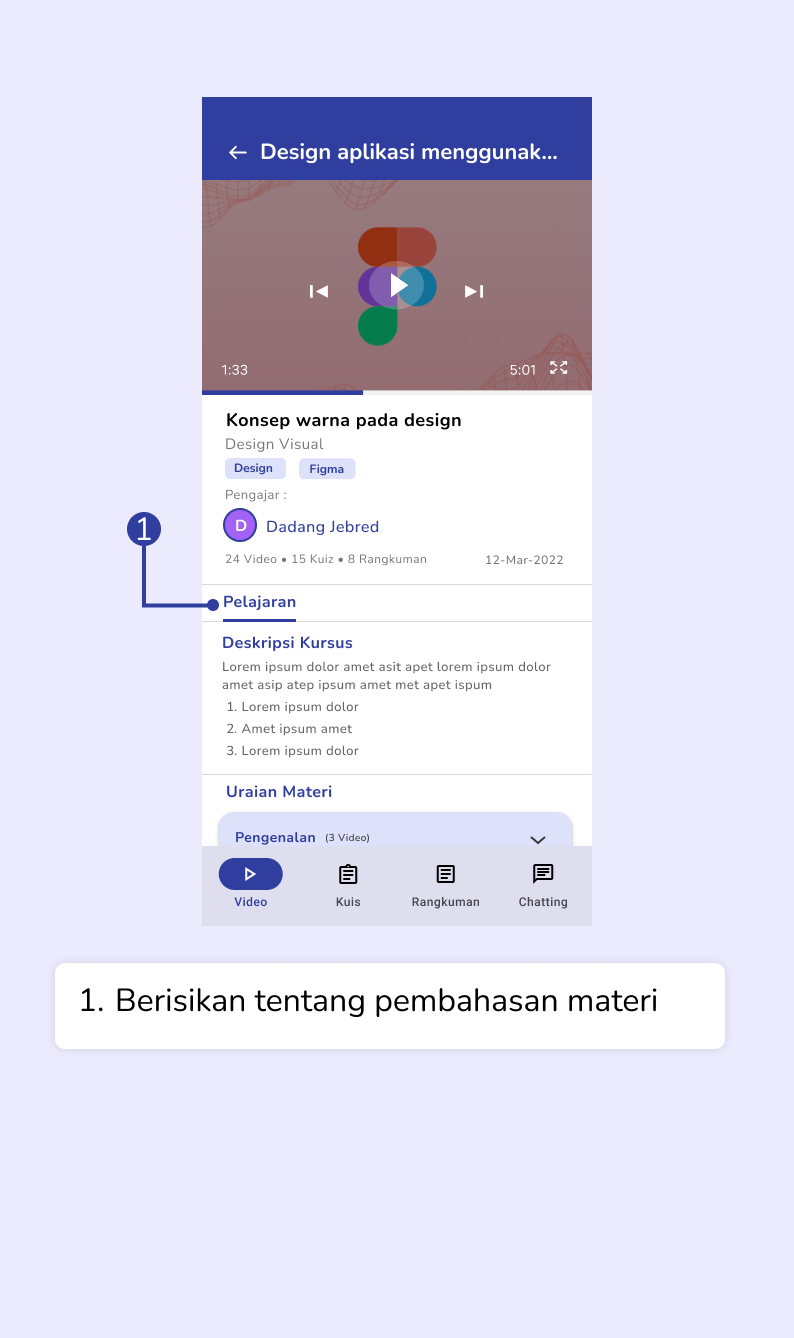 Design aplikasi menggunak...
1:33
5:01
Konsep warna pada design
Design Visual
Design Figma
Pengajar :
D Dadang Jebred
24 Video • 15 Kuiz • 8 Rangkuman 12-Mar-2022
1
Pelajaran
Deskripsi Kursus
Lorem ipsum dolor amet asit apet lorem ipsum dolor
amet asip atep ipsum amet met apet ispum
1. Lorem ipsum dolor
2. Amet ipsum amet
3. Lorem ipsum dolor
Uraian Materi
Pengenalan (3 Video)
Video Kuis Rangkuman Chatting
1. Berisikan tentang pembahasan materi